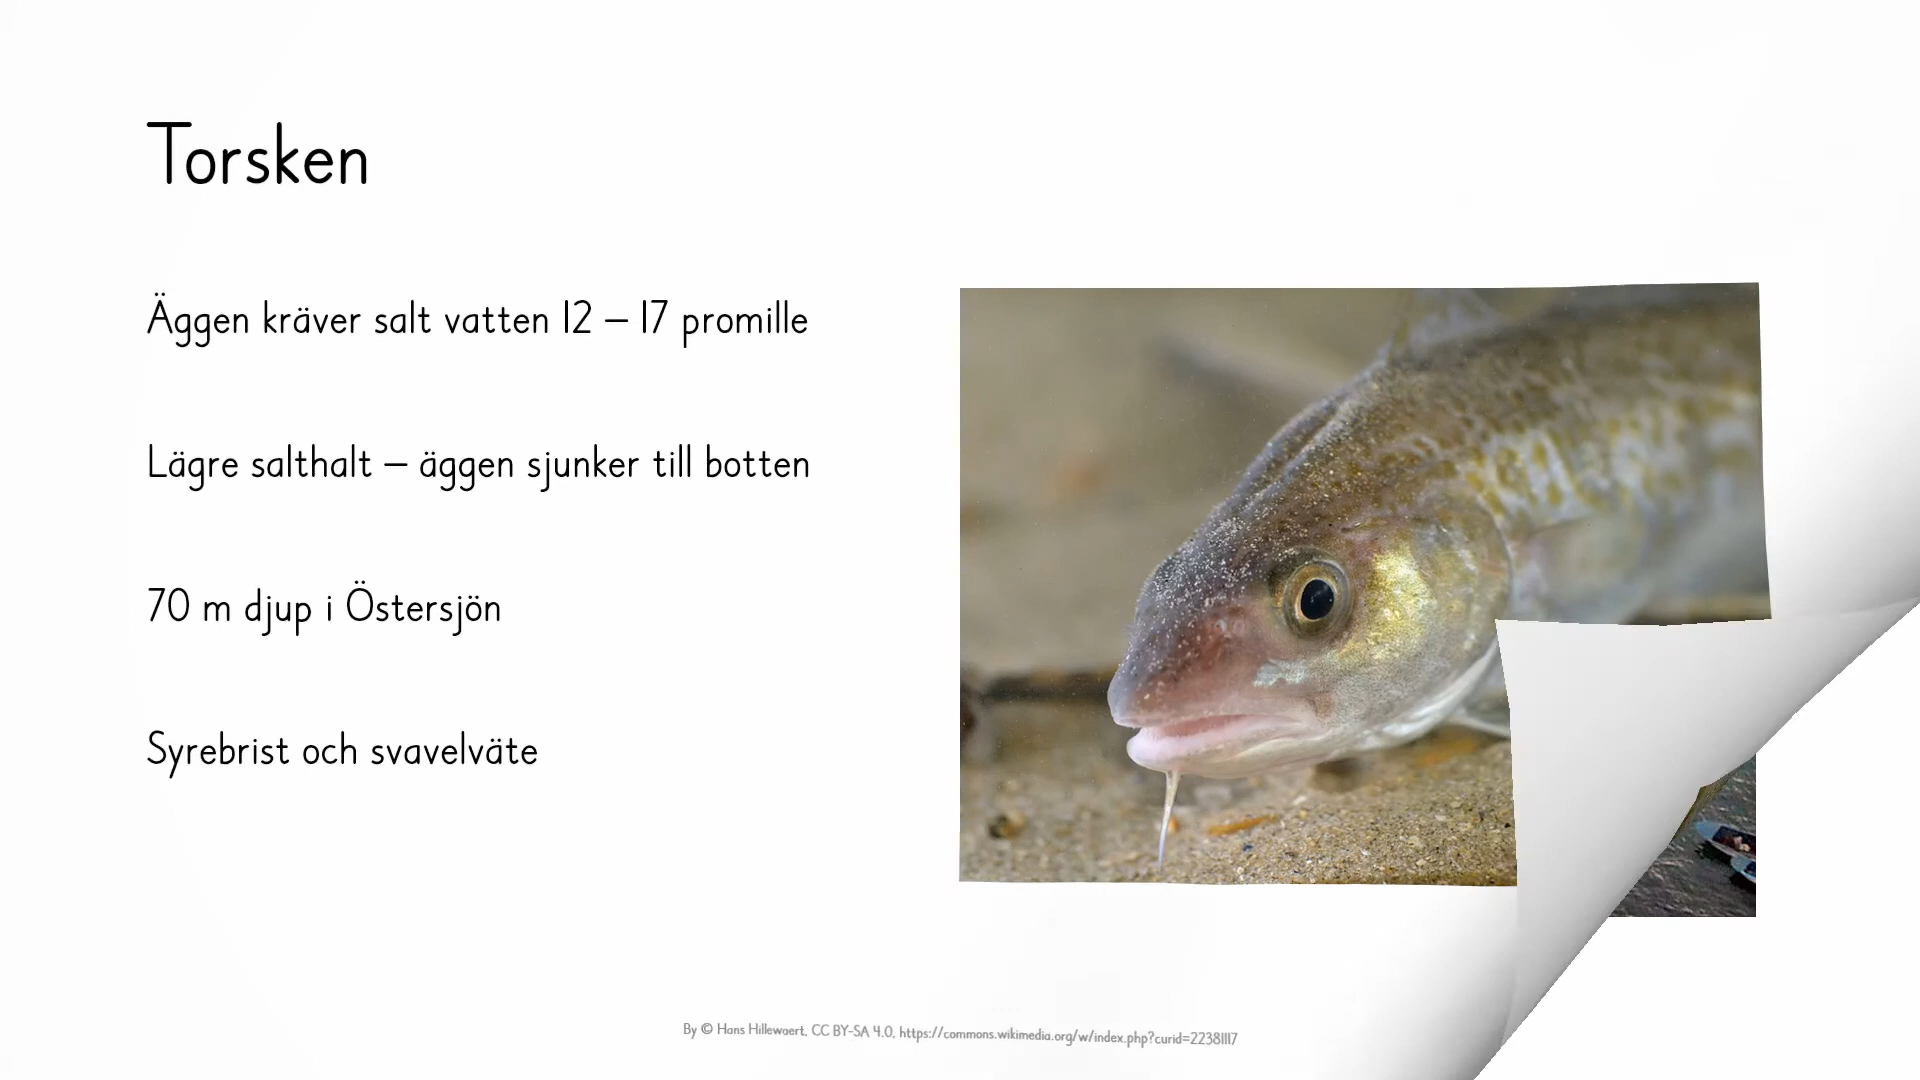 Torsken
Äggen kräver salt vatten 12 – 17 promille
Lägre salthalt – äggen sjunker till botten
70 m djup i Östersjön
Syrebrist och svavelväte
By © Hans Hillewaert, CC BY-SA 4.0, https://commons.wikimedia.org/w/index.php?curid=22381117